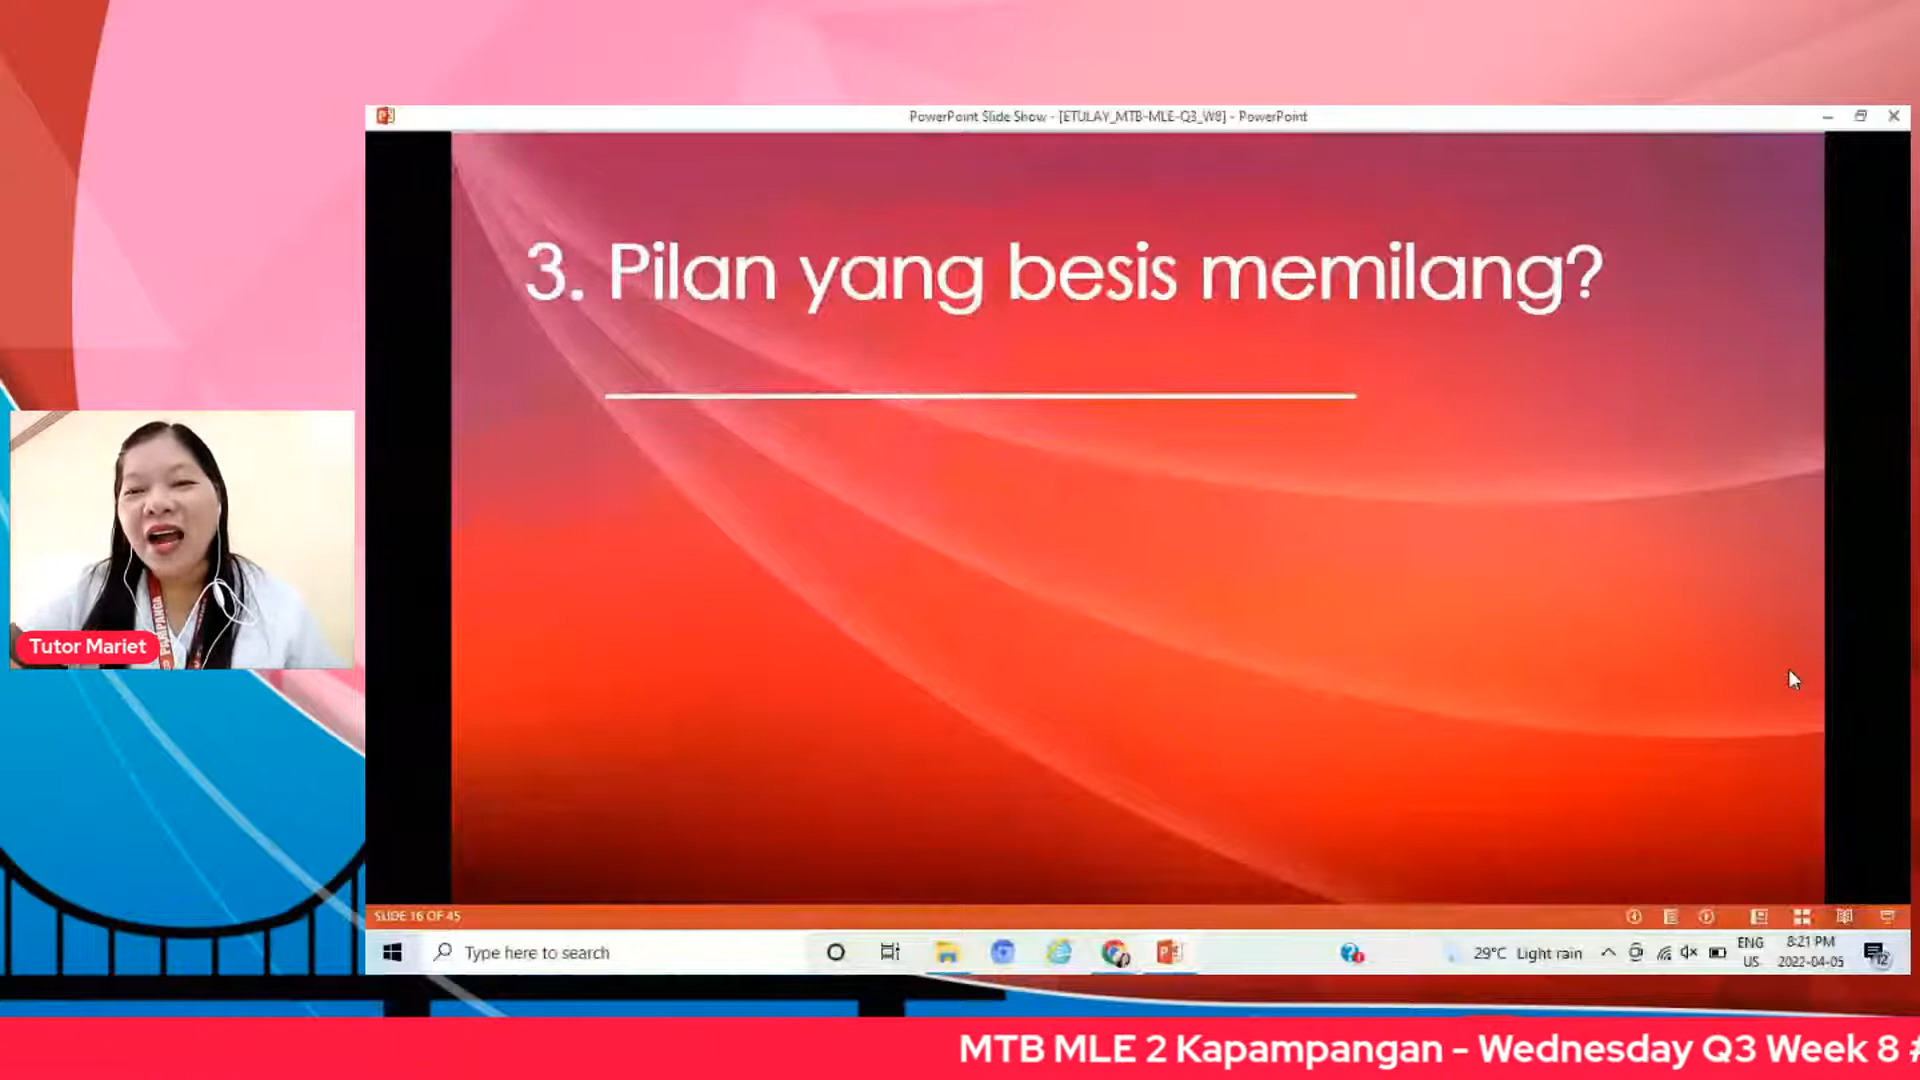 PowerPoint Slide Show - [ETULAY_MTB-MLE-Q3_W8] - PowerPoint
3. Pilan yang besis memilang?
Tutor Mariet
PAMPANGA
SLIDE 16 OF 45
Type here to search
29°C Light rain
ENG
US
8:21 PM
2022-04-05
12
MTB MLE 2 Kapampangan - Wednesday Q3 Week 8 #